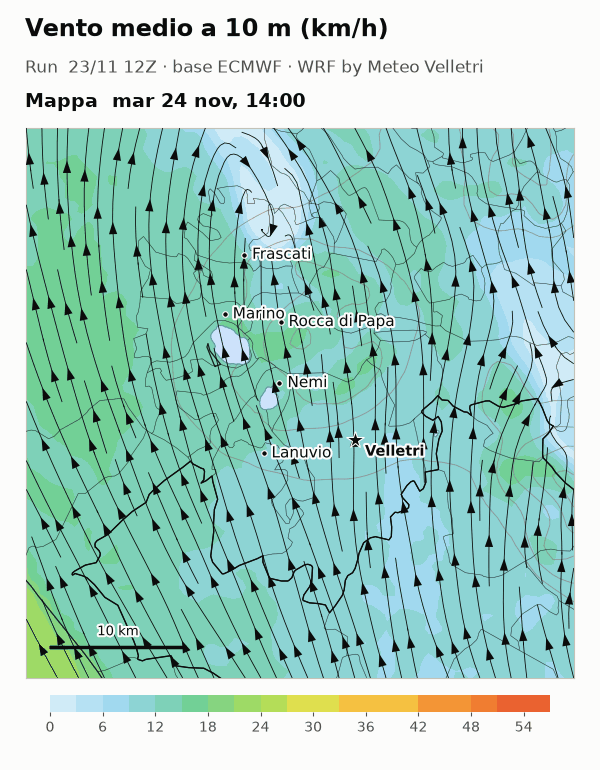 Vento medio a 10 m (km/h)
Run  23/11 12Z · base ECMWF · WRF by Meteo Velletri
Mappa  mar 24 nov, 14:00
Frascati
Marino
Rocca di Papa
Nemi
Velletri
Lanuvio
10 km
0 6 12 18 24 30 36 42 48 54